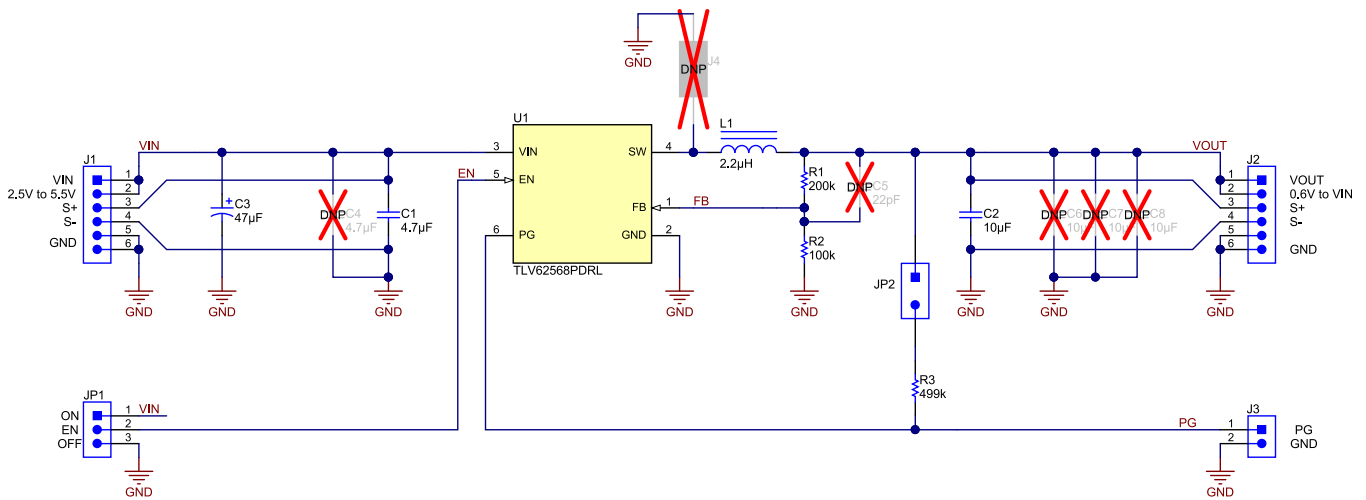 GND
DNP J4
U1
L1
2.2µH
J1
VIN
2,5V to 5.5V
S+
S-
GND
1
2
3
4
5
6
GND
VIN
C3
+
47µF
GND
DNP C4
4.7µF
C1
4.7µF
GND
EN
3
5
6
VIN
EN
PG
SW
FB
GND
4
1
2
TLV62568PDRL
GND
FB
R1
200k
DNP C5
22pF
R2
100k
GND
JP2
R3
499k
C2
10µF
GND
DNP C6
10µF
DNP C7
10µF
DNP C8
10µF
GND
VOUT
J2
1
2
3
4
5
6
VOUT
0.6V to VIN
S+
S-
GND
GND
JP1
ON
EN
OFF
1
2
3
VIN
GND
PG
J3
1
2
PG
GND
GND